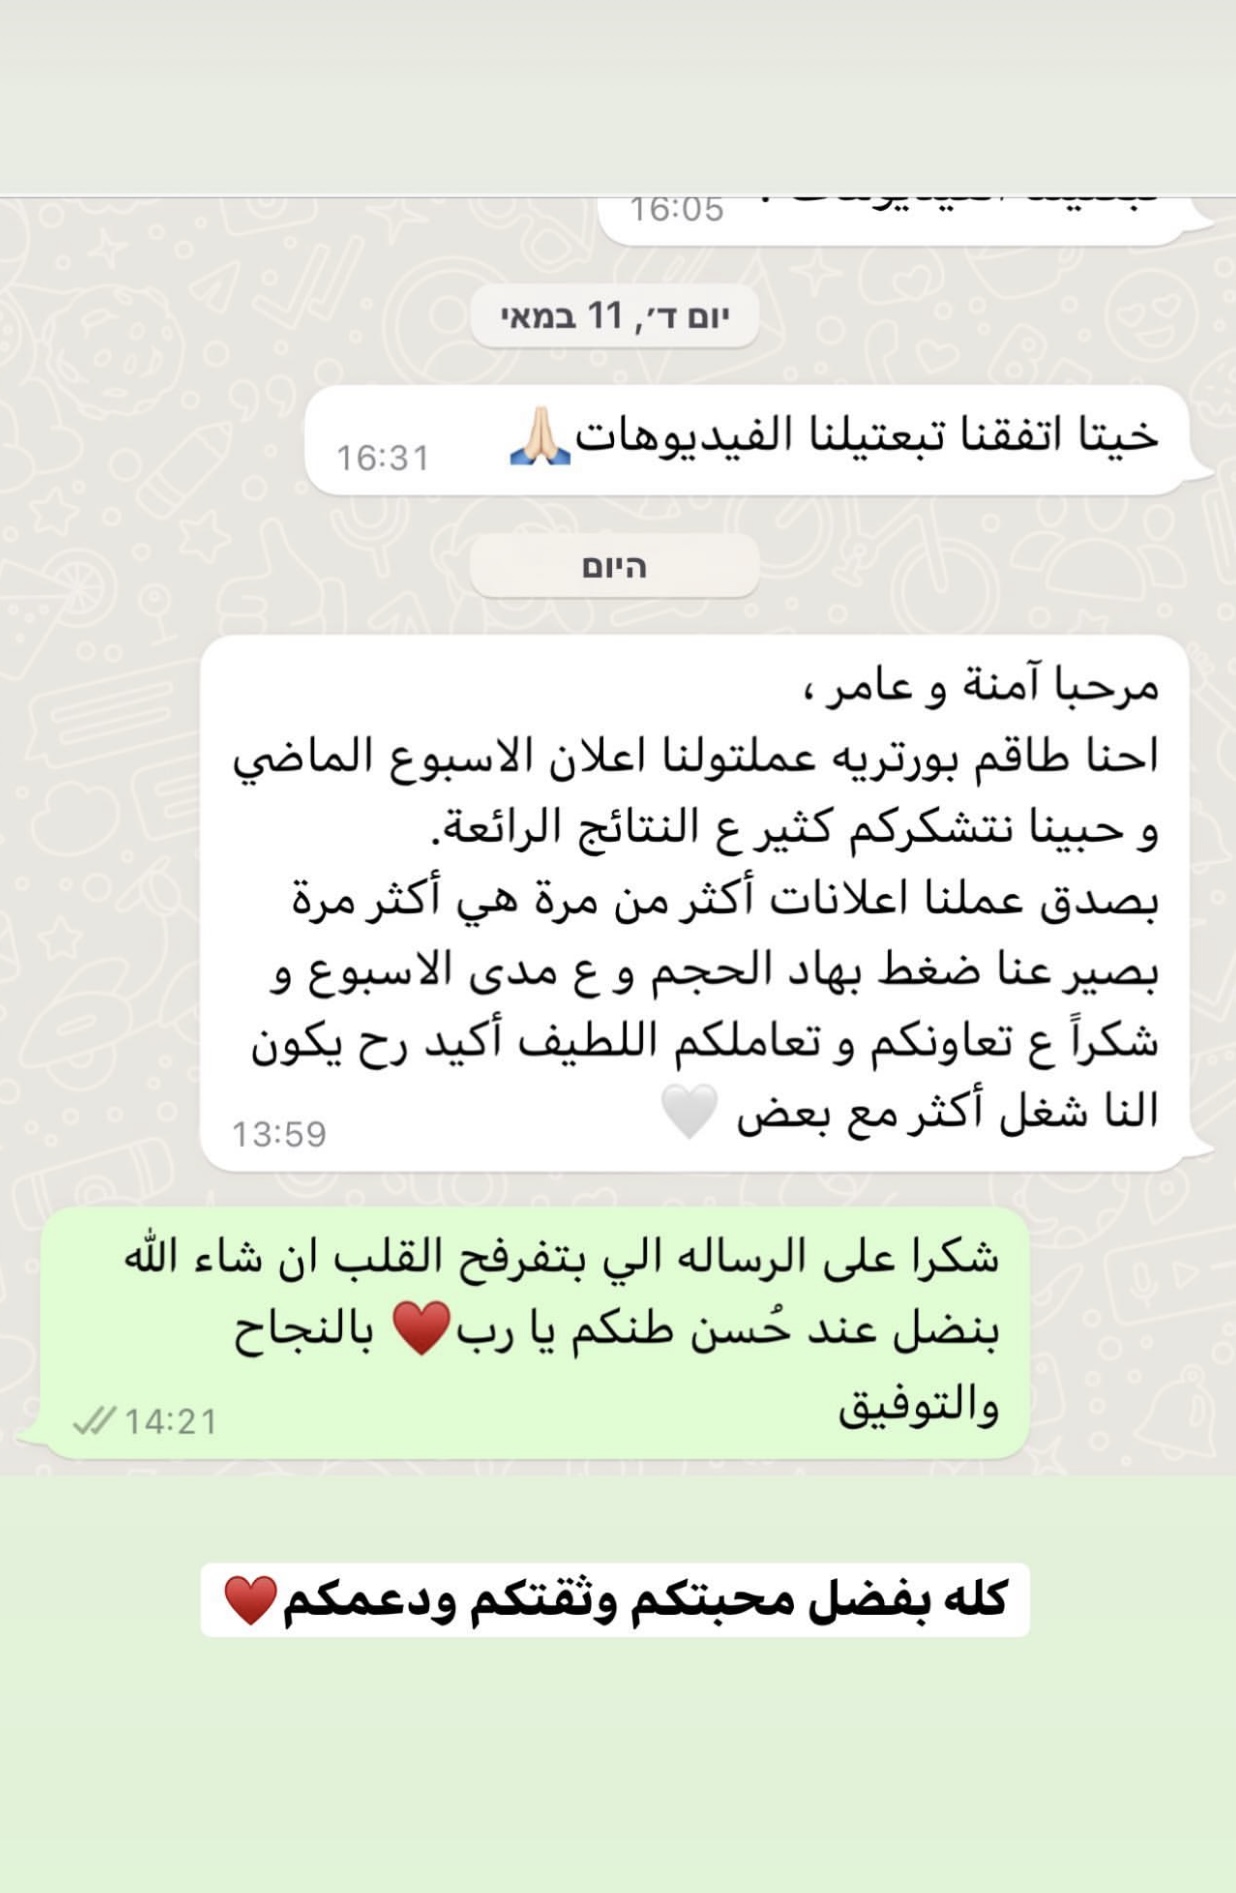 16:05
יום ד׳, 11 במאי
خيتا اتفقنا تبعتيلنا الفيديوهات🙏🏻
16:31
היום
مرحبا آمنة و عامر ،
احنا طاقم بورتريه عملتولنا اعلان الاسبوع الماضي
و حبينا نتشكركم كثير ع النتائج الرائعة.
بصدق عملنا اعلانات أكثر من مرة هي أكثر مرة
بصير عنا ضغط بهاد الحجم و ع مدى الاسبوع و
شكراً ع تعاونكم و تعاملكم اللطيف أكيد رح يكون
النا شغل أكثر مع بعض 🤍
13:59
شكرا على الرساله الي بتفرفح القلب ان شاء الله
بنضل عند حُسن طنكم يا رب♥️ بالنجاح
والتوفيق
14:21
كله بفضل محبتكم وثقتكم ودعمكم♥️